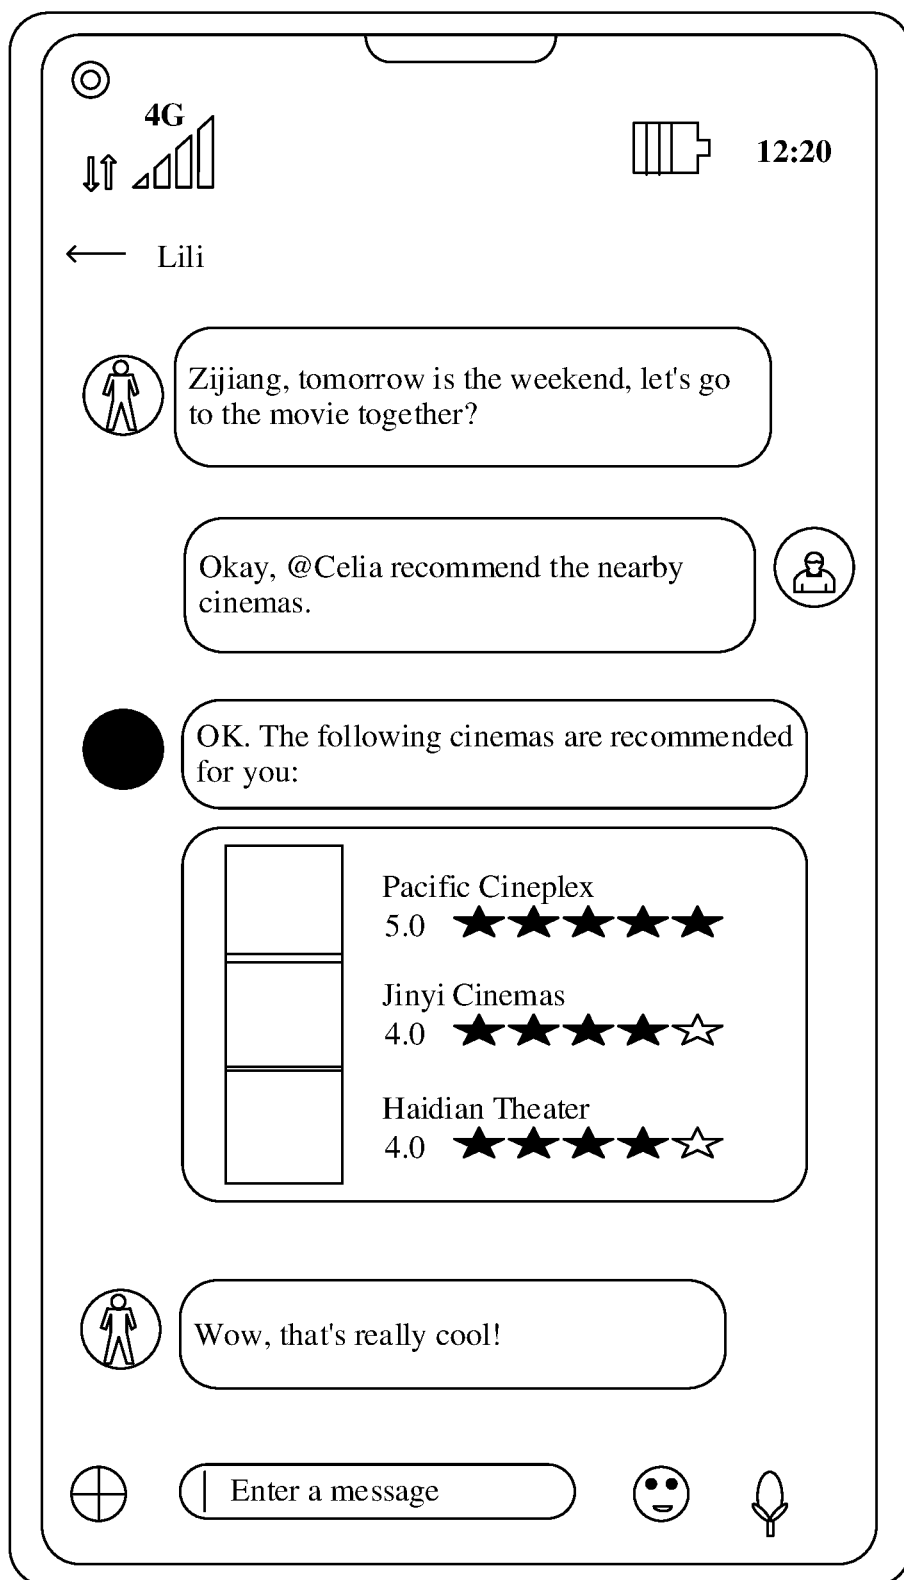 4G
12:20
Lili
Zijiang, tomorrow is the weekend, let's go
to the movie together?
Okay, @Celia recommend the nearby
cinemas.
OK. The following cinemas are recommended
for you:
Pacific Cineplex
5.0
Jinyi Cinemas
4.0
Haidian Theater
4.0
Wow, that's really cool!
Enter a message